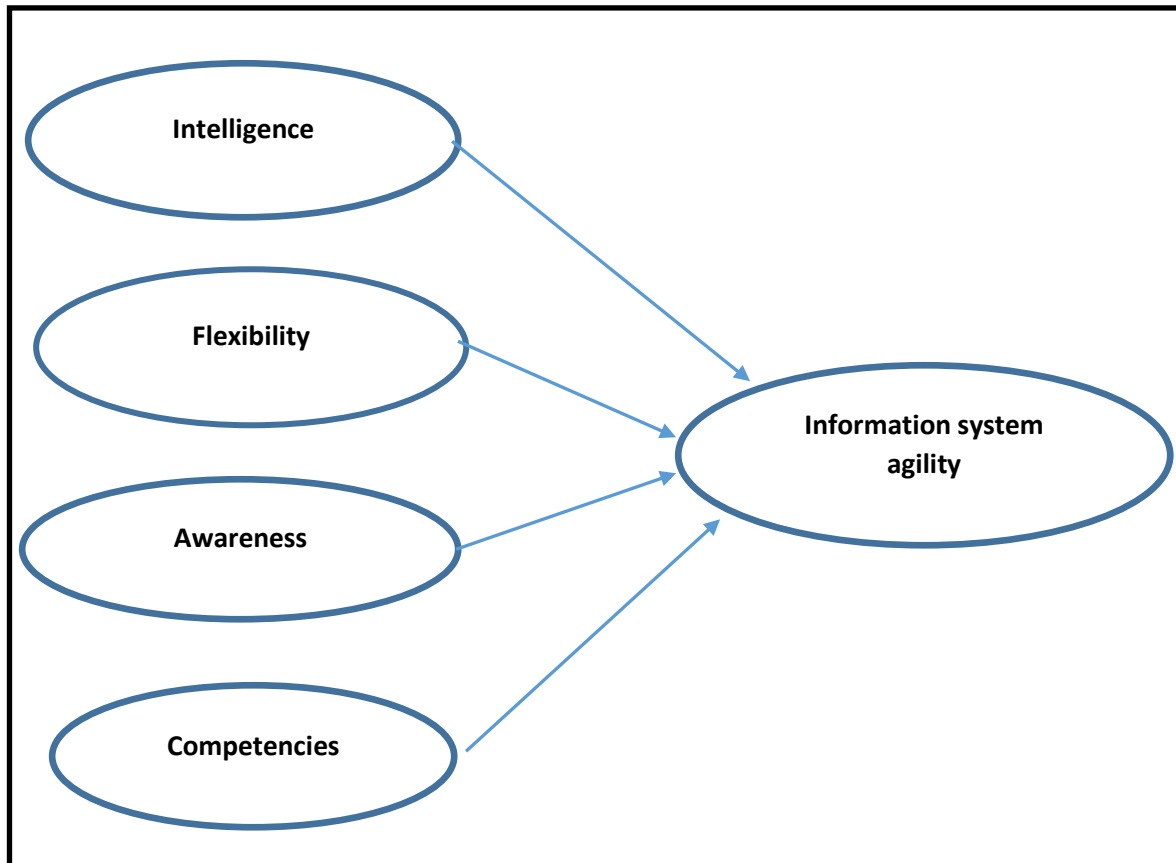 Intelligence
Flexibility
Awareness
Competencies
Information system
agility